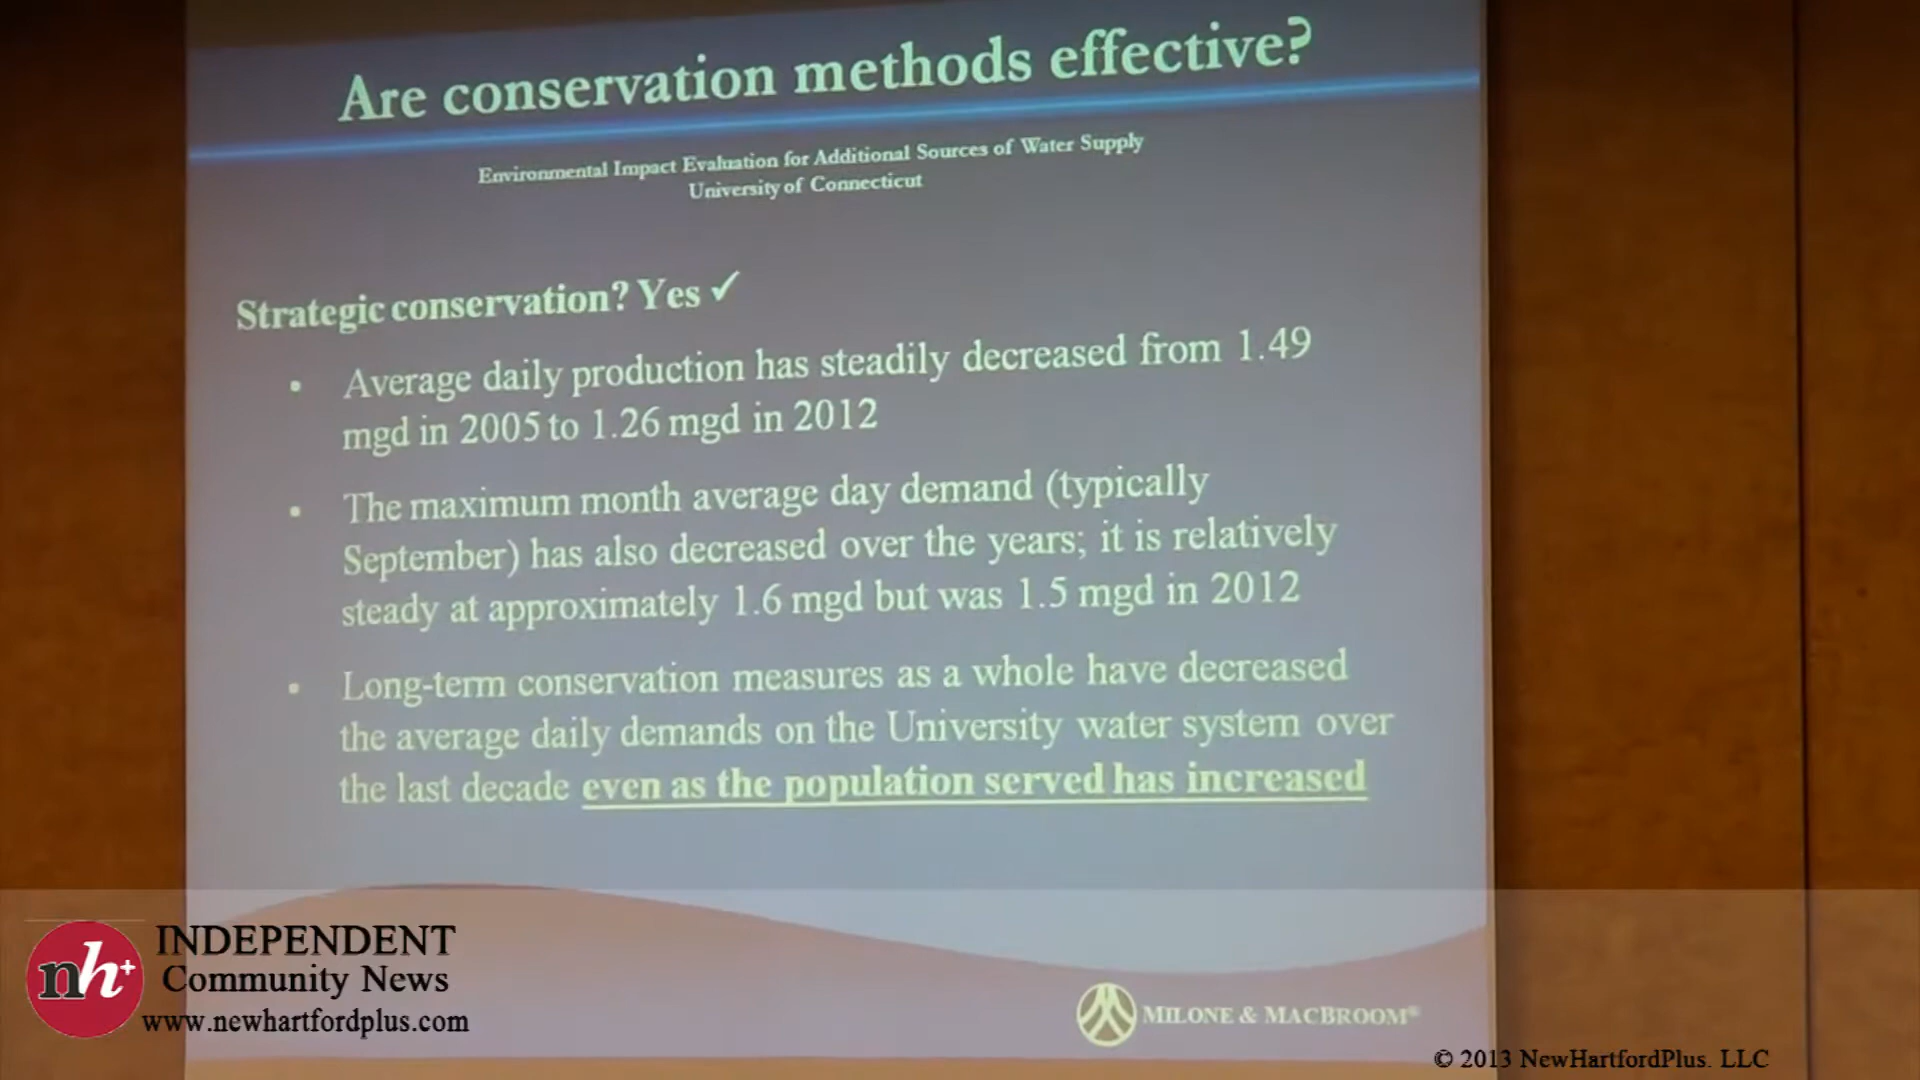 Are conservation methods effective?
Environmental Impact Evaluation for Additional Sources of Water Supply
University of Connecticut
Strategic conservation? Yes ✓
• Average daily production has steadily decreased from 1.49
mgd in 2005 to 1.26 mgd in 2012
• The maximum month average day demand (typically
September) has also decreased over the years; it is relatively
steady at approximately 1.6 mgd but was 1.5 mgd in 2012
• Long-term conservation measures as a whole have decreased
the average daily demands on the University water system over
the last decade even as the population served has increased
MILONE & MACBROOM®
nh+
INDEPENDENT
Community News
www.newhartfordplus.com
© 2013 NewHartfordPlus. LLC